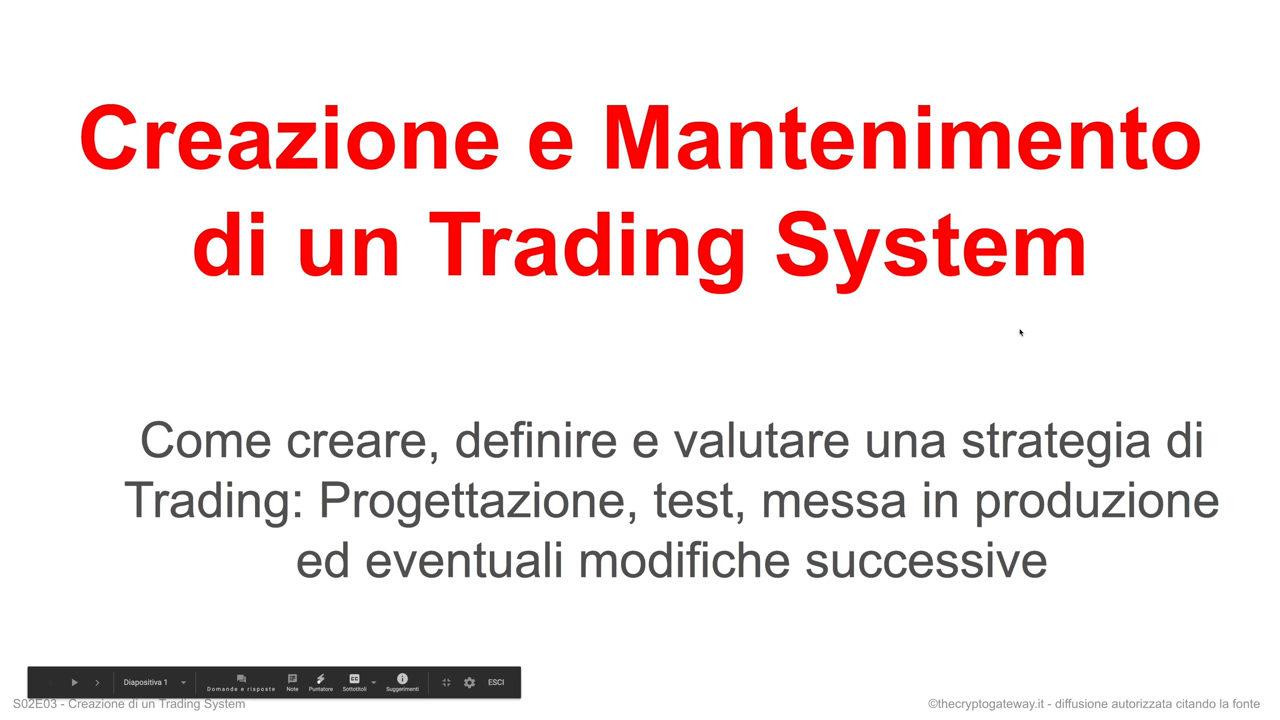 Creazione e Mantenimento
di un Trading System
Come creare, definire e valutare una strategia di
Trading: Progettazione, test, messa in produzione
ed eventuali modifiche successive
Diapositiva 1
Domande e risposte
Note
Puntatore
CC
Sottotitoli
Suggerimenti
ESCI
S02E03 - Creazione di un Trading System
©thecryptogateway.it - diffusione autorizzata citando la fonte